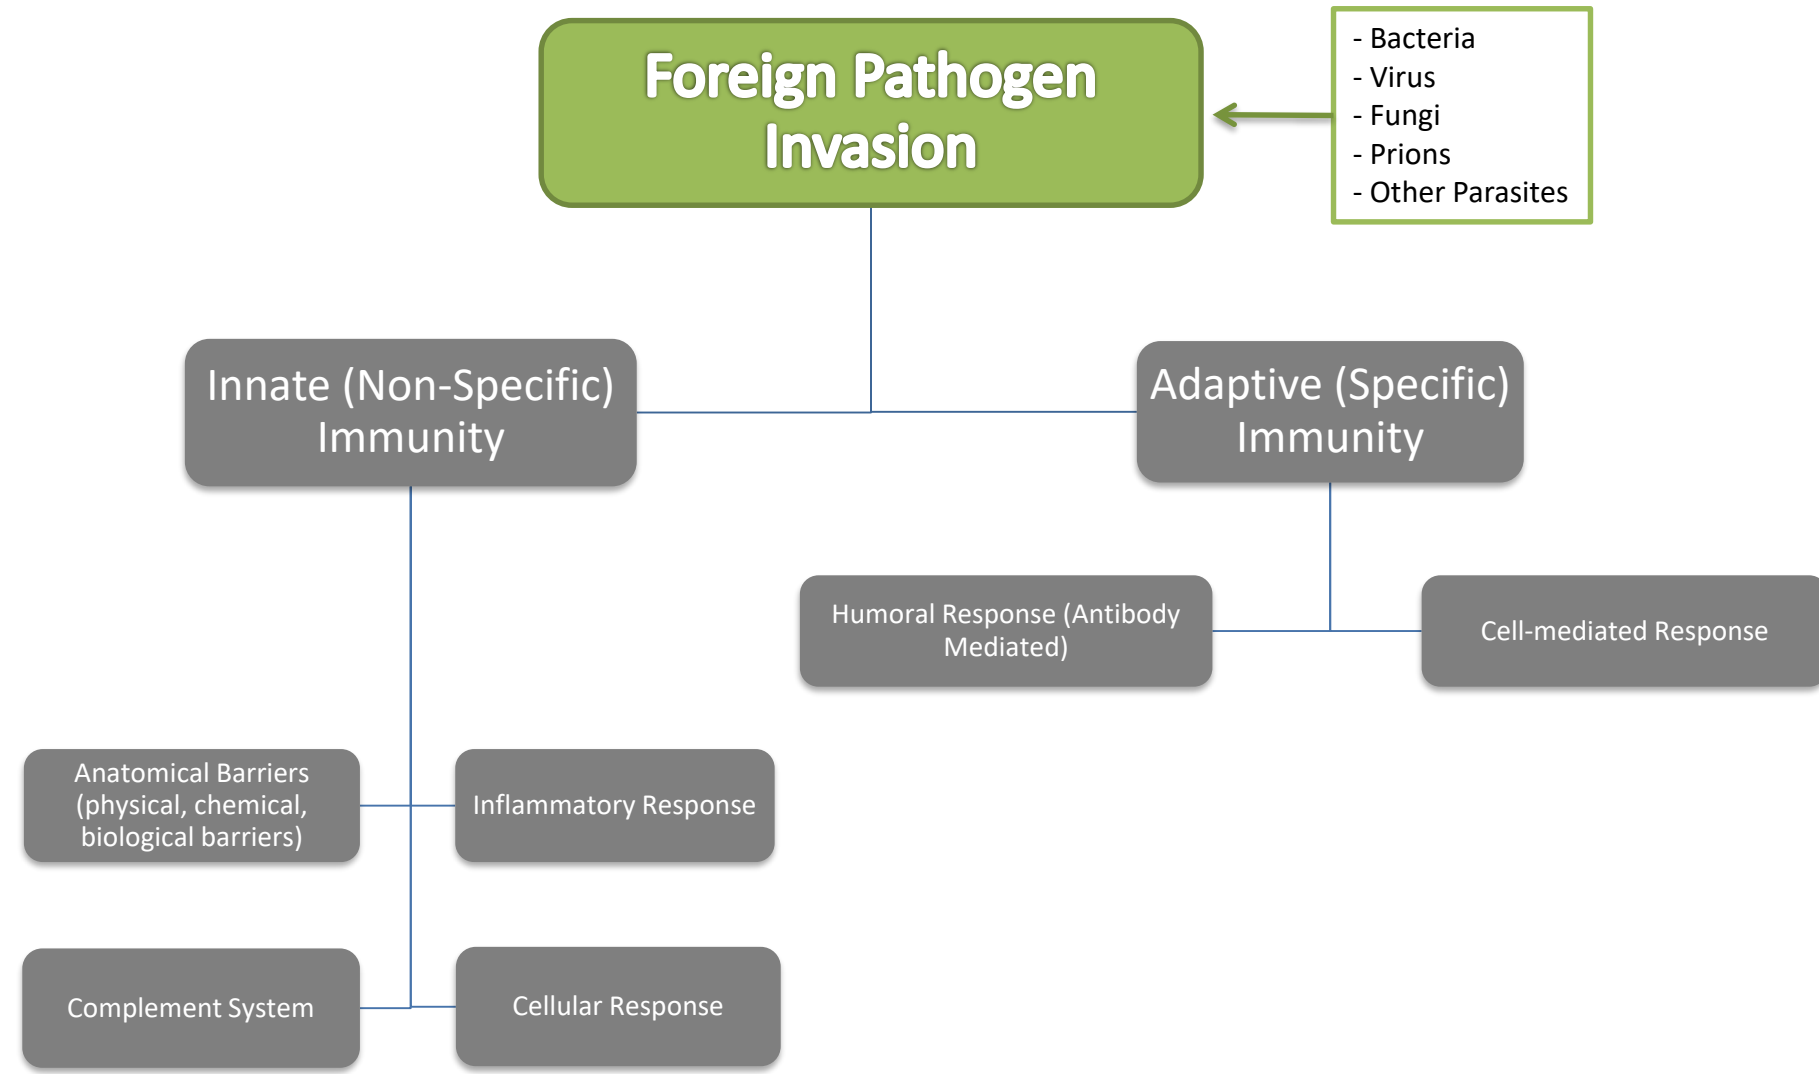 Foreign Pathogen
Invasion
- Bacteria
- Virus
- Fungi
- Prions
- Other Parasites
Innate (Non-Specific)
Immunity
Adaptive (Specific)
Immunity
Humoral Response (Antibody
Mediated)
Cell-mediated Response
Anatomical Barriers
(physical, chemical,
biological barriers)
Inflammatory Response
Complement System
Cellular Response